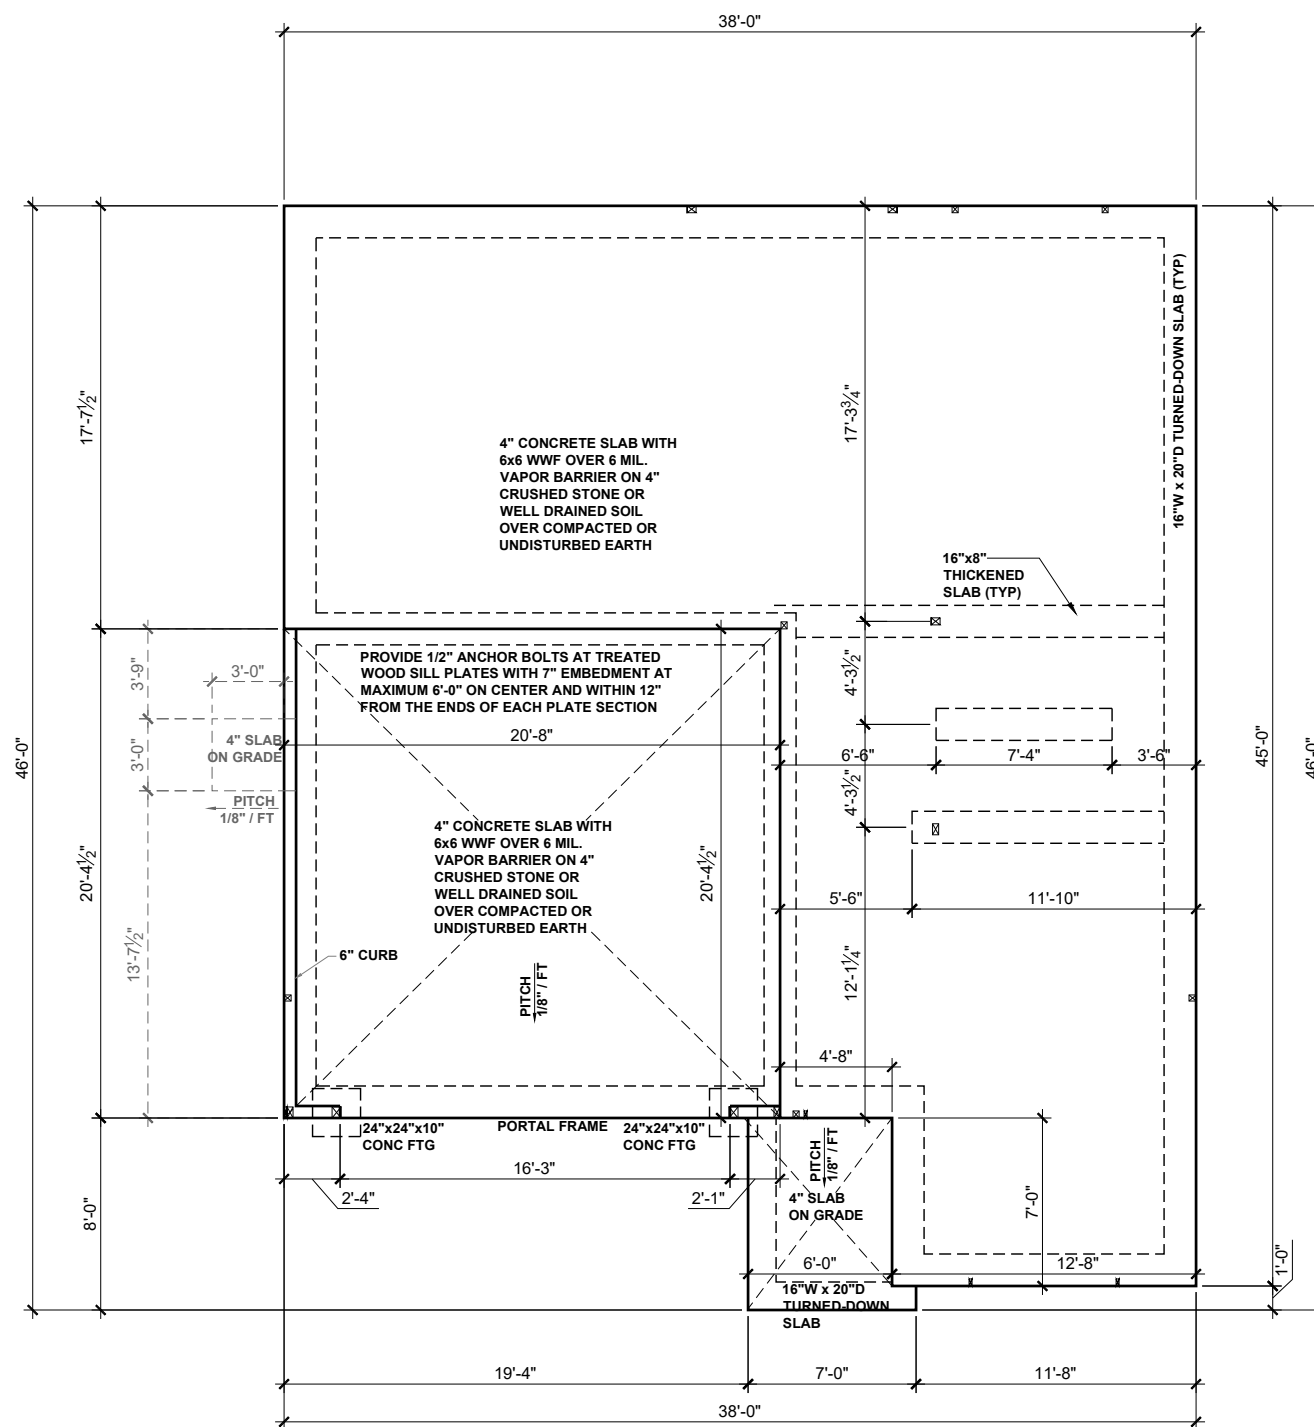 38'-0"
17'-7½"
17'-3¾"
16"W x 20"D TURNED-DOWN SLAB (TYP)
4" CONCRETE SLAB WITH
6x6 WWF OVER 6 MIL.
VAPOR BARRIER ON 4"
CRUSHED STONE OR
WELL DRAINED SOIL
OVER COMPACTED OR
UNDISTURBED EARTH
16"x8"
THICKENED
SLAB (TYP)
PROVIDE 1/2" ANCHOR BOLTS AT TREATED
WOOD SILL PLATES WITH 7" EMBEDMENT AT
MAXIMUM 6'-0" ON CENTER AND WITHIN 12"
FROM THE ENDS OF EACH PLATE SECTION
3'-9"
3'-0"
4'-3½"
20'-8"
4" SLAB
ON GRADE
3'-0"
46'-0"
6'-6"
7'-4"
3'-6"
45'-0"
46'-0"
PITCH
1/8" / FT
4'-3½"
4" CONCRETE SLAB WITH
6x6 WWF OVER 6 MIL.
VAPOR BARRIER ON 4"
CRUSHED STONE OR
WELL DRAINED SOIL
OVER COMPACTED OR
UNDISTURBED EARTH
20'-4½"
20'-4½"
5'-6"
11'-10"
13'-7½"
6" CURB
12'-1¼"
PITCH
1/8" / FT
4'-8"
24"x24"x10"
CONC FTG
PORTAL FRAME
24"x24"x10"
CONC FTG
16'-3"
2'-4"
2'-1"
PITCH
1/8" / FT
4" SLAB
ON GRADE
7'-0"
8'-0"
6'-0"
12'-8"
1'-0"
16"W x 20"D
TURNED-DOWN
SLAB
19'-4"
7'-0"
11'-8"
38'-0"